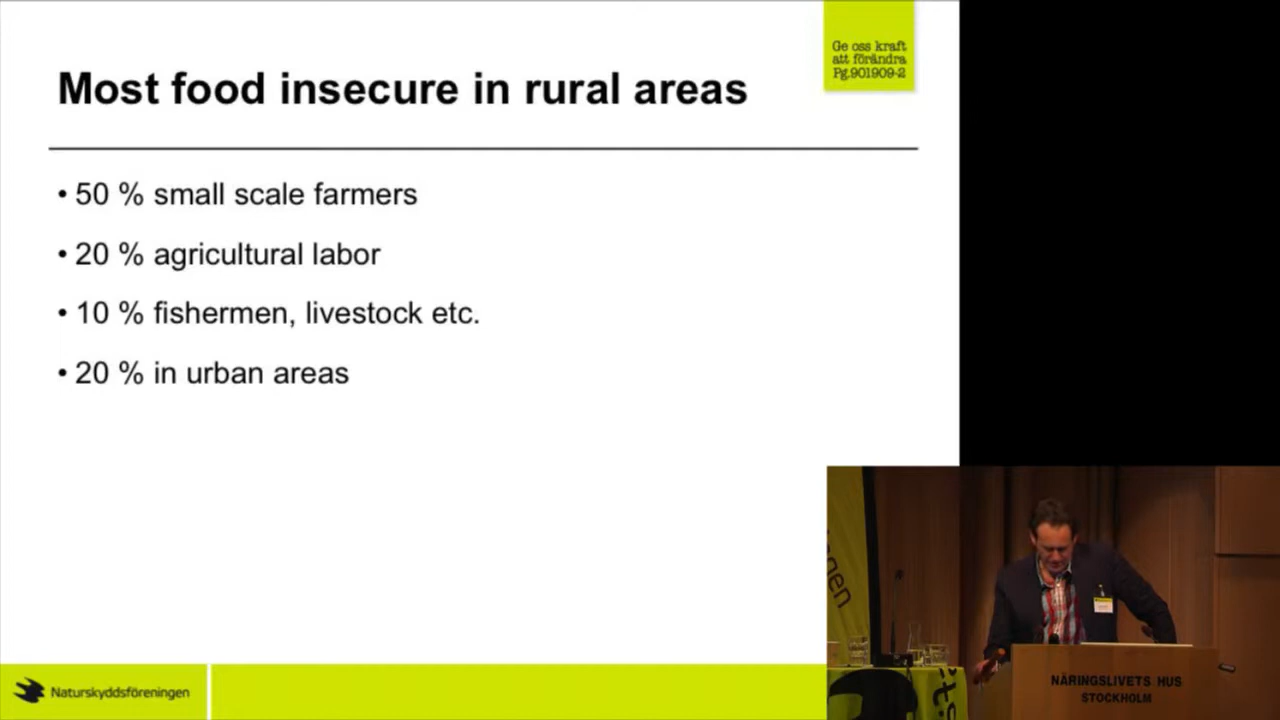 Ge oss kraft
att förändra
Pg.901909-2
Most food insecure in rural areas
• 50 % small scale farmers
• 20 % agricultural labor
• 10 % fishermen, livestock etc.
• 20 % in urban areas
Naturskyddsföreningen
NÄRINGSLIVETS HUS
STOCKHOLM